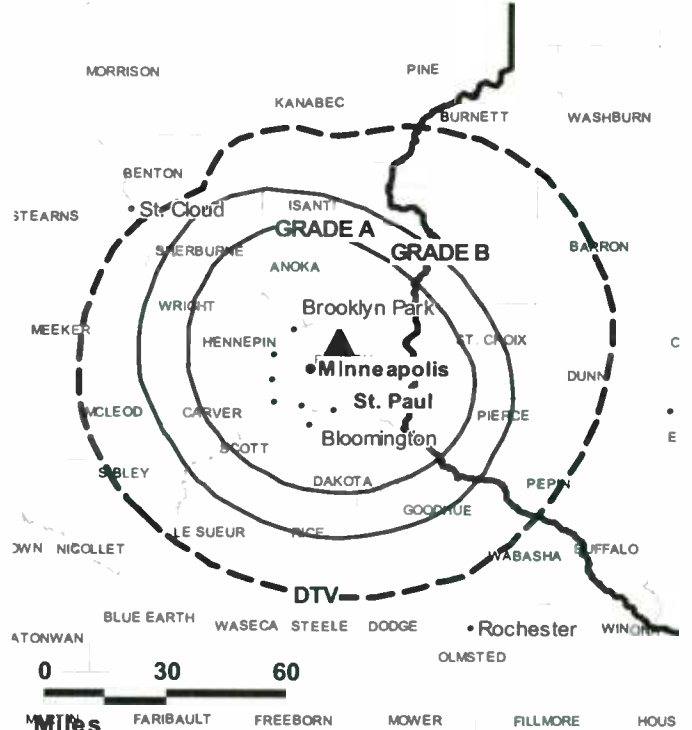 MORRISON
PINE
KANABEC
BURNETT
WASHBURN
BENTON
STEARNS
St. Cloud
ISANTI
GRADE A
GRADE B
SHERBURNE
BARRON
ANOKA
WRIGHT
Brooklyn Park
MEEKER
HENNEPIN
ST. CROIX
C
Minneapolis
DUNN
St. Paul
MCLEOD
CARVER
PIERCE
E
Bloomington
SCOTT
SIBLEY
DAKOTA
PEPIN
GOODHUE
LE SUEUR
RICE
OWN
NICOLLET
WABASHA
BUFFALO
DTV
BLUE EARTH
WASECA
STEELE
DODGE
Rochester
ATONWAN
OLMSTED
0 30 60
Miles
MARTIN
FARIBAULT
FREEBORN
MOWER
FILLMORE
HOUS